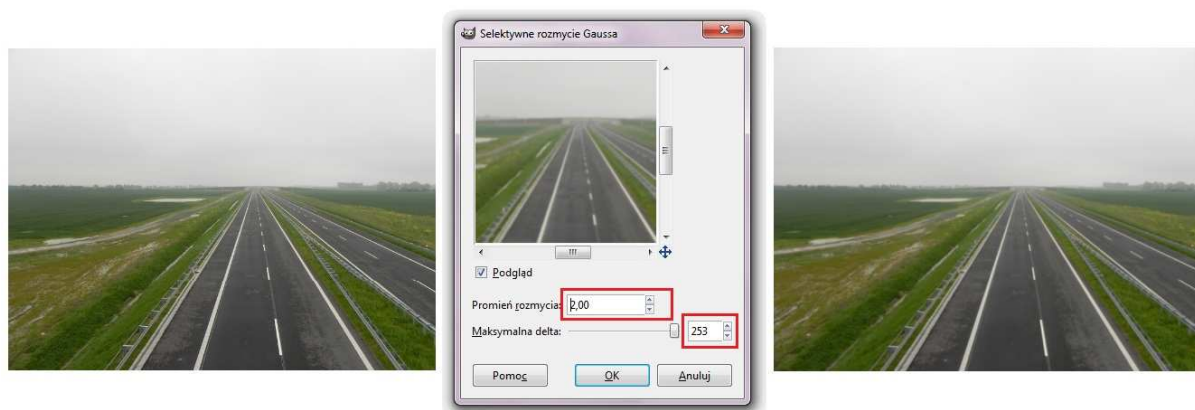 Selektywne rozmycie Gaussa
Podgląd
Promień rozmycia: 2,00
Maksymalna delta: 253
Pomoc OK Anuluj